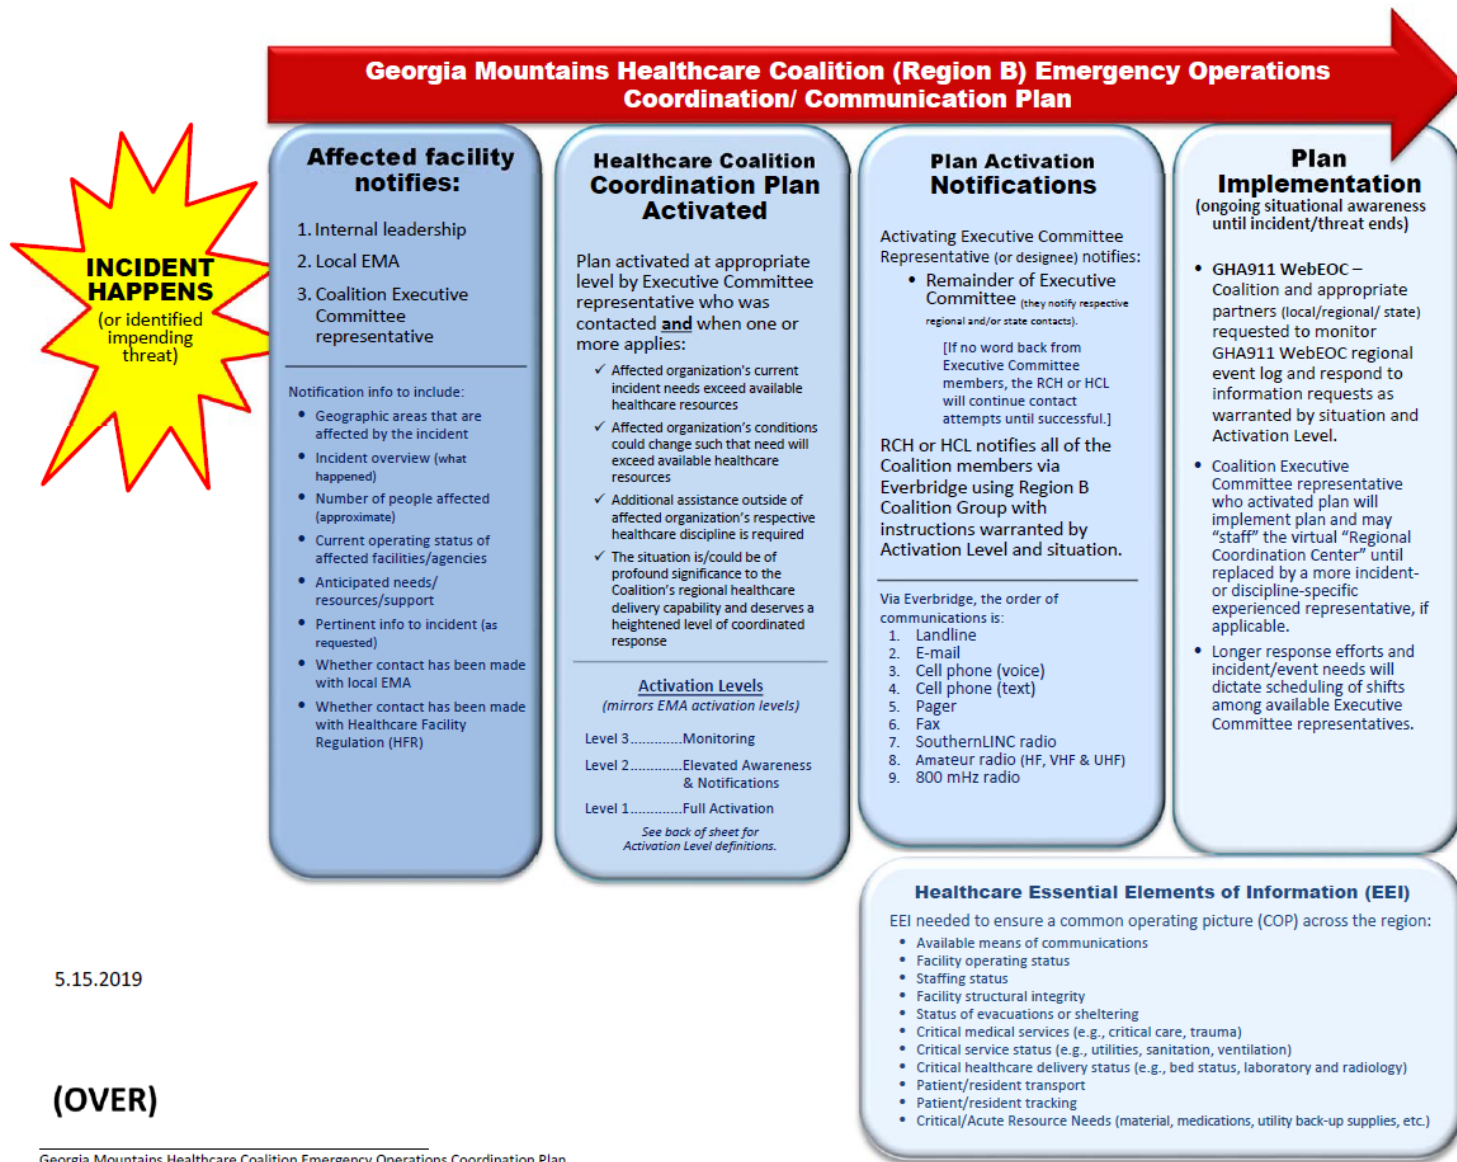 Georgia Mountains Healthcare Coalition (Region B) Emergency Operations
Coordination/ Communication Plan
INCIDENT
HAPPENS
(or identified
impending
threat)
Affected facility
notifies:
1. Internal leadership
2. Local EMA
3. Coalition Executive
Committee
representative
Notification info to include:
• Geographic areas that are
affected by the incident
• Incident overview (what
happened)
• Number of people affected
(approximate)
• Current operating status of
affected facilities/agencies
• Anticipated needs/
resources/support
• Pertinent info to incident (as
requested)
• Whether contact has been made
with local EMA
• Whether contact has been made
with Healthcare Facility
Regulation (HFR)
Healthcare Coalition
Coordination Plan
Activated
Plan activated at appropriate
level by Executive Committee
representative who was
contacted and when one or
more applies:
✓ Affected organization's current
incident needs exceed available
healthcare resources
✓ Affected organization's conditions
could change such that need will
exceed available healthcare
resources
✓ Additional assistance outside of
affected organization's respective
healthcare discipline is required
✓ The situation is/could be of
profound significance to the
Coalition's regional healthcare
delivery capability and deserves a
heightened level of coordinated
response
Activation Levels
(mirrors EMA activation levels)
Level 3.............Monitoring
Level 2.............Elevated Awareness
& Notifications
Level 1.............Full Activation
See back of sheet for
Activation Level definitions.
Plan Activation
Notifications
Activating Executive Committee
Representative (or designee) notifies:
• Remainder of Executive
Committee (they notify respective
regional and/or state contacts).
[If no word back from
Executive Committee
members, the RCH or HCL
will continue contact
attempts until successful.]
RCH or HCL notifies all of the
Coalition members via
Everbridge using Region B
Coalition Group with
instructions warranted by
Activation Level and situation.
Via Everbridge, the order of
communications is:
1. Landline
2. E-mail
3. Cell phone (voice)
4. Cell phone (text)
5. Pager
6. Fax
7. SouthernLINC radio
8. Amateur radio (HF, VHF & UHF)
9. 800 mHz radio
Plan
Implementation
(ongoing situational awareness
until incident/threat ends)
• GHA911 WebEOC –
Coalition and appropriate
partners (local/regional/ state)
requested to monitor
GHA911 WebEOC regional
event log and respond to
information requests as
warranted by situation and
Activation Level.
• Coalition Executive
Committee representative
who activated plan will
implement plan and may
"staff" the virtual "Regional
Coordination Center" until
replaced by a more incident-
or discipline-specific
experienced representative, if
applicable.
• Longer response efforts and
incident/event needs will
dictate scheduling of shifts
among available Executive
Committee representatives.
Healthcare Essential Elements of Information (EEI)
EEI needed to ensure a common operating picture (COP) across the region:
• Available means of communications
• Facility operating status
• Staffing status
• Facility structural integrity
• Status of evacuations or sheltering
• Critical medical services (e.g., critical care, trauma)
• Critical service status (e.g., utilities, sanitation, ventilation)
• Critical healthcare delivery status (e.g., bed status, laboratory and radiology)
• Patient/resident transport
• Patient/resident tracking
• Critical/Acute Resource Needs (material, medications, utility back-up supplies, etc.)
5.15.2019
(OVER)
Georgia Mountains Healthcare Coalition Emergency Operations Coordination Plan